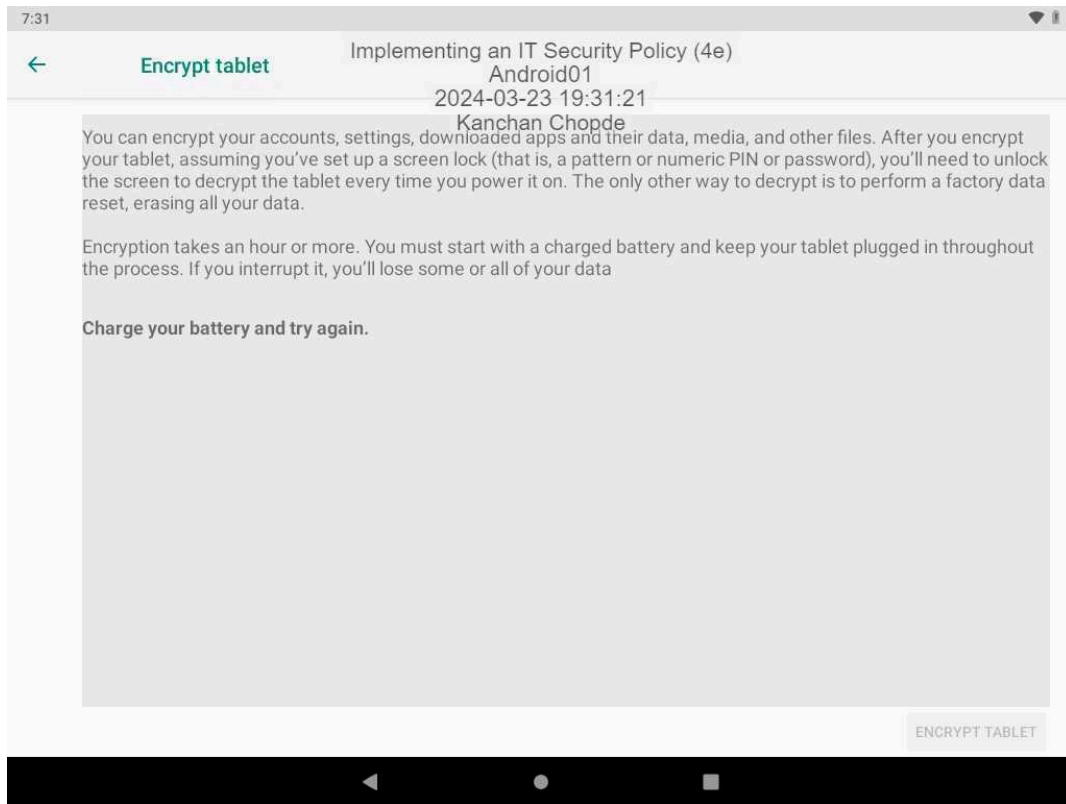 7:31
Encrypt tablet
Implementing an IT Security Policy (4e)
Android01
2024-03-23 19:31:21
Kanchan Chopde
You can encrypt your accounts, settings, downloaded apps and their data, media, and other files. After you encrypt
your tablet, assuming you've set up a screen lock (that is, a pattern or numeric PIN or password), you'll need to unlock
the screen to decrypt the tablet every time you power it on. The only other way to decrypt is to perform a factory data
reset, erasing all your data.
Encryption takes an hour or more. You must start with a charged battery and keep your tablet plugged in throughout
the process. If you interrupt it, you'll lose some or all of your data
Charge your battery and try again.
ENCRYPT TABLET